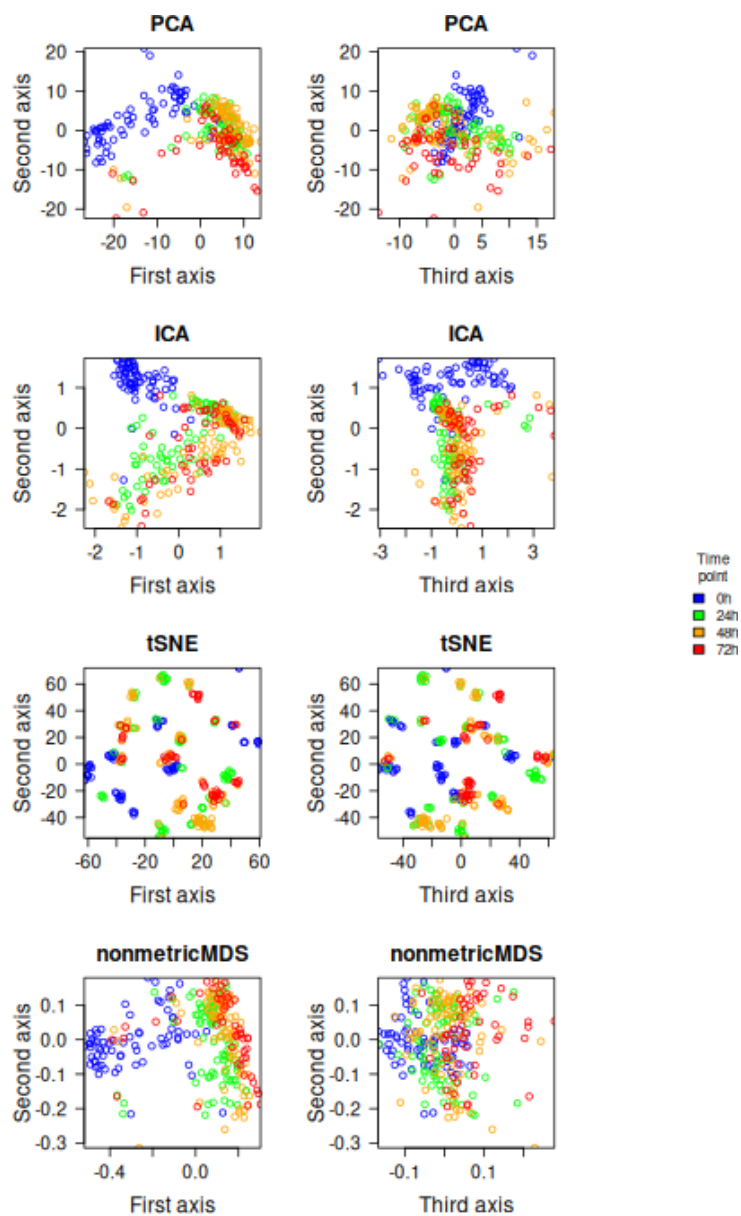 PCA
20
10
0
-10
-20
Second axis
-20 -10 0 10
First axis
PCA
20
10
0
-10
-20
Second axis
-10 0 5 15
Third axis
ICA
1
0
-1
-2
Second axis
-2 -1 0 1
First axis
ICA
1
0
-1
-2
Second axis
-3 -1 1 3
Third axis
Time
point
0h
24h
48h
72h
tSNE
60
40
20
0
-20
-40
Second axis
-60 -20 20 60
First axis
tSNE
60
40
20
0
-20
-40
Second axis
-40 0 40
Third axis
nonmetricMDS
0.1
0.0
-0.1
-0.2
-0.3
Second axis
-0.4 0.0
First axis
nonmetricMDS
0.1
0.0
-0.1
-0.2
-0.3
Second axis
-0.1 0.1
Third axis